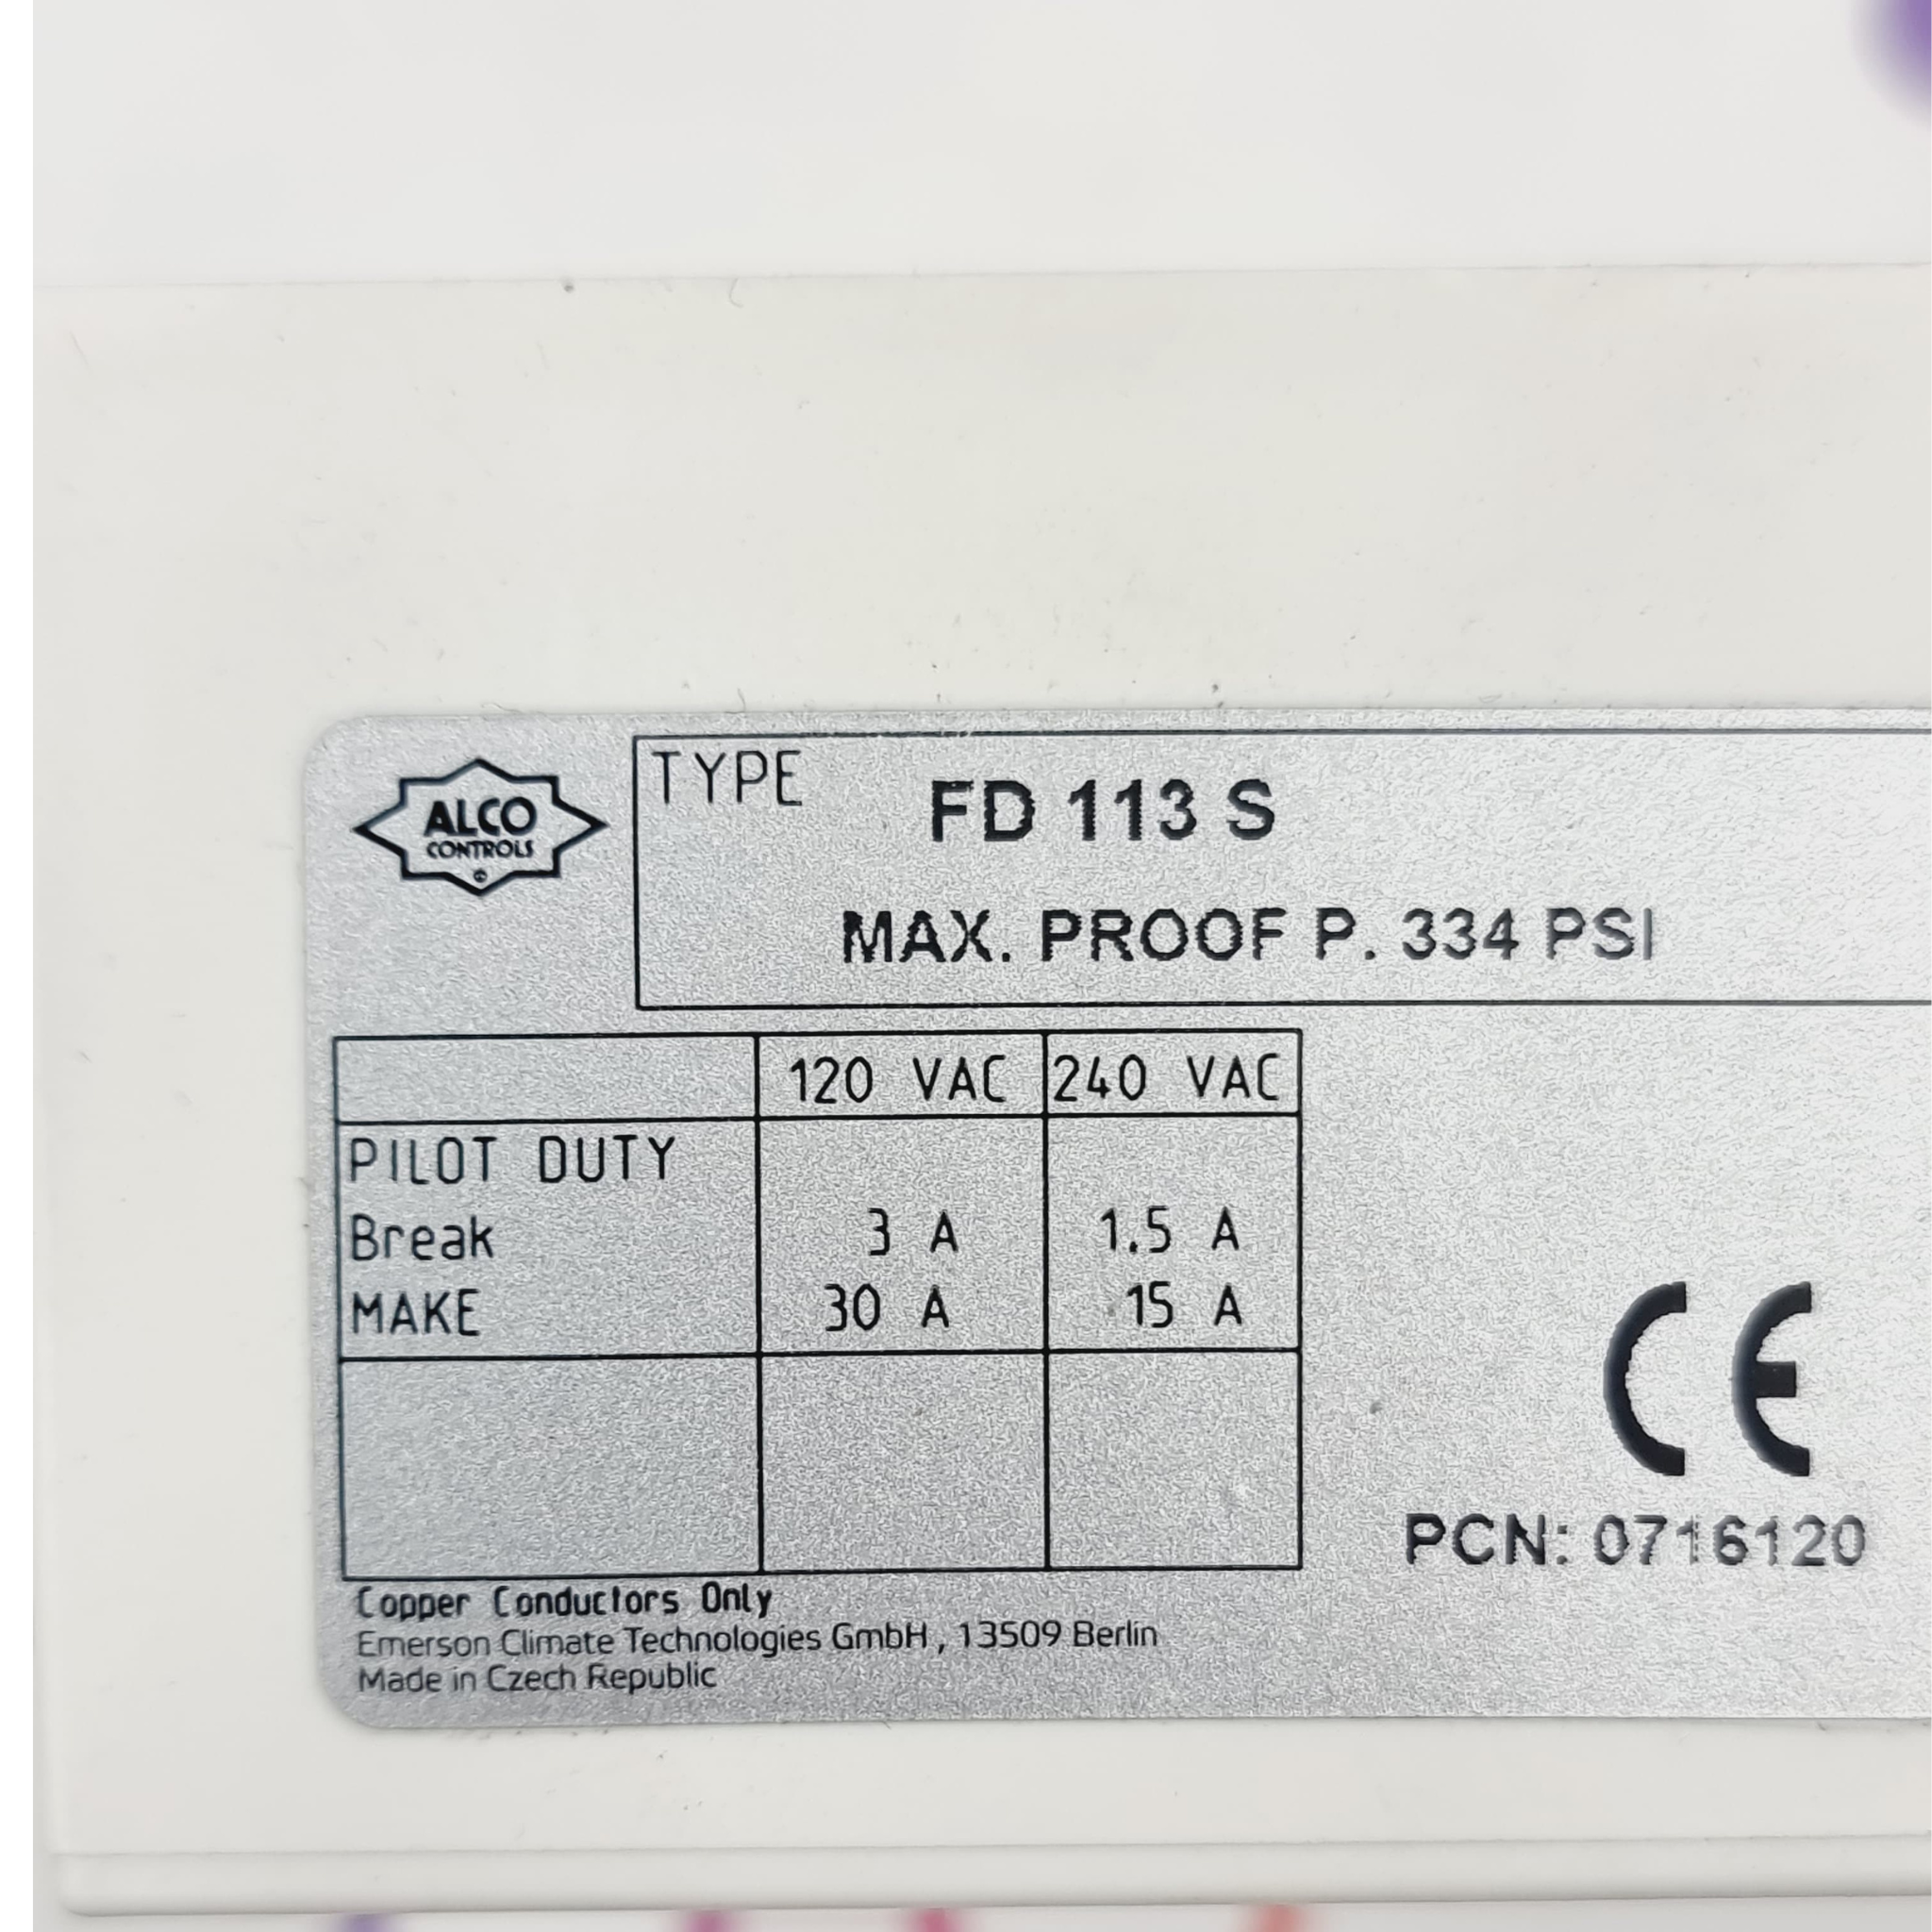 ALCO
CONTROLS
TYPE
FD 113 S
MAX. PROOF P. 334 PSI
120 VAC 240 VAC
PILOT DUTY
Break 3 A 1.5 A
MAKE 30 A 15 A
CE
PCN: 0716120
Copper Conductors Only
Emerson Climate Technologies GmbH , 13509 Berlin
Made in Czech Republic